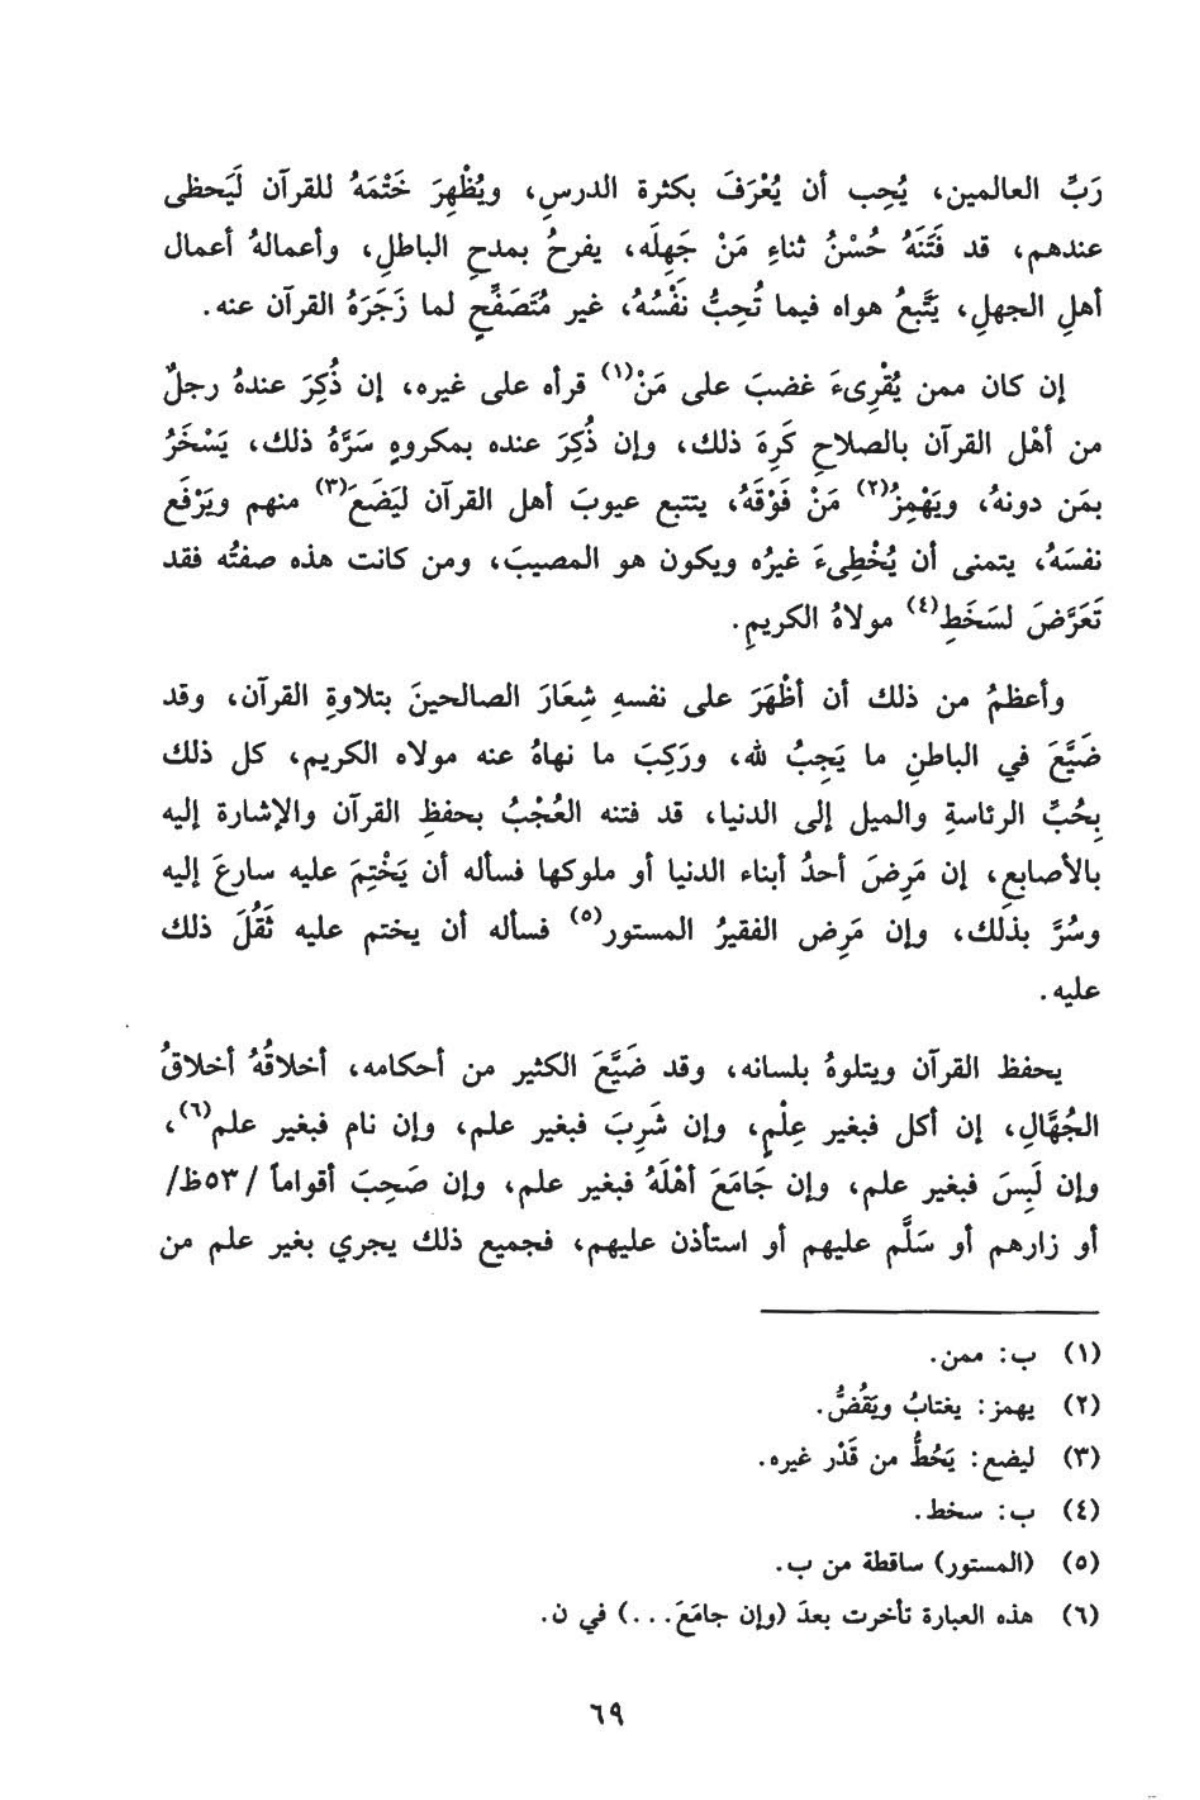 رَبِّ العالمين، يُحِب أن يُعْرَفَ بكثرة الدرسِ، ويُظْهِرَ خَتْمَهُ للقرآن لَيَحظى
عندهم، قد فَتَنَهُ حُسْنُ ثناءِ مَنْ جَهِلَه، يفرحُ بمدحِ الباطلِ، وأعمالهُ أعمال
أهلِ الجهلِ، يَتَّبعُ هواه فيما تُحِبُّ نَفْسُهُ، غير مُتَصَفِّحٍ لما زَجَرَهُ القرآن عنه.
إن كان ممن يُقْرِىءَ غضبَ على مَنْ(١) قرأه على غيره، إن ذُكِرَ عندهُ رجلٌ
من أهْل القرآن بالصلاحِ كَرِهَ ذلك، وإن ذُكِرَ عنده بمكروهٍ سَرَّهُ ذلك، يَسْخَرُ
بمَن دونهُ، ويَهْمِزُ(٢) مَنْ فَوْقَهُ، يتتبع عيوبَ أهل القرآن ليَضَعَ(٣) منهم ويَرْفَع
نفسَهُ، يتمنى أن يُخْطِىءَ غيرُه ويكون هو المصيبَ، ومن كانت هذه صفتُه فقد
تَعَرَّضَ لسَخَطِ(٤) مولاهُ الكريمِ.
وأعظمُ من ذلك أن أظْهَرَ على نفسهِ شِعَارَ الصالحينَ بتلاوةِ القرآن، وقد
ضَيَّعَ في الباطنِ ما يَجِبُ لله، ورَكِبَ ما نهاهُ عنه مولاه الكريم، كل ذلك
بِحُبِّ الرئاسةِ والميل إلى الدنيا، قد فتنه العُجْبُ بحفظِ القرآن والإشارة إليه
بالأصابعِ، إن مَرِضَ أحدُ أبناء الدنيا أو ملوكها فسأله أن يَخْتِمَ عليه سارعَ إليه
وسُرَّ بذلك، وإن مَرِض الفقيرُ المستور(٥) فسأله أن يختم عليه ثَقُلَ ذلك
عليه.
يحفظ القرآن ويتلوهُ بلسانه، وقد ضَيَّعَ الكثير من أحكامه، أخلاقُهُ أخلاقُ
الجُهَّالِ، إن أكل فبغير عِلْمٍ، وإن شَرِبَ فبغير علم، وإن نام فبغير علم(٦)،
وإن لَبِسَ فبغير علم، وإن جَامَعَ أهْلَهُ فبغير علم، وإن صَحِبَ أقواماً /٥٣ظ/
أو زارهم أو سَلَّم عليهم أو استأذن عليهم، فجميع ذلك يجري بغير علم من
(١) ب: ممن.
(٢) يهمز: يغتابُ ويَقُضُّ.
(٣) ليضع: يَحُطُّ من قَدْر غيره.
(٤) ب: سخط.
(٥) (المستور) ساقطة من ب.
(٦) هذه العبارة تأخرت بعدَ (وإن جامَعَ...) في ن.
٦٩